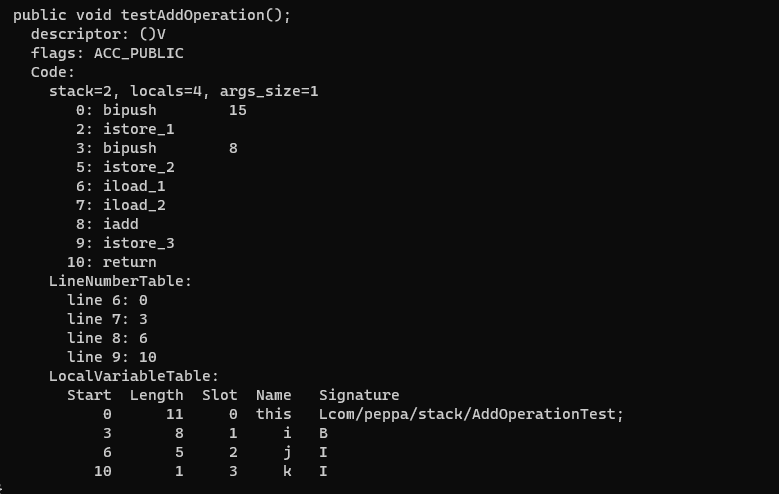 public void testAddOperation();
  descriptor: ()V
  flags: ACC_PUBLIC
  Code:
    stack=2, locals=4, args_size=1
       0: bipush        15
       2: istore_1
       3: bipush        8
       5: istore_2
       6: iload_1
       7: iload_2
       8: iadd
       9: istore_3
      10: return
    LineNumberTable:
      line 6: 0
      line 7: 3
      line 8: 6
      line 9: 10
    LocalVariableTable:
      Start  Length  Slot  Name   Signature
          0      11     0  this   Lcom/peppa/stack/AddOperationTest;
          3       8     1     i   B
          6       5     2     j   I
         10       1     3     k   I